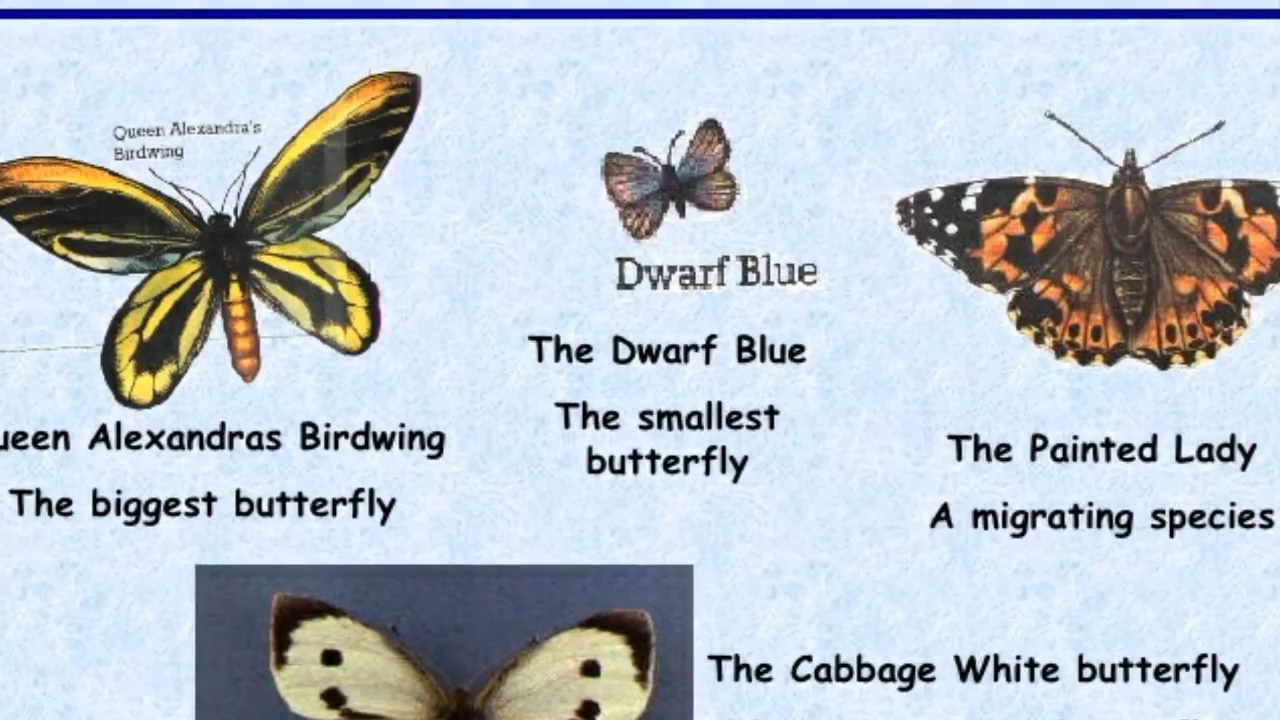 Queen Alexandra's
Birdwing
Dwarf Blue
The Dwarf Blue
The smallest
butterfly
ueen Alexandras Birdwing
The biggest butterfly
The Painted Lady
A migrating species
The Cabbage White butterfly